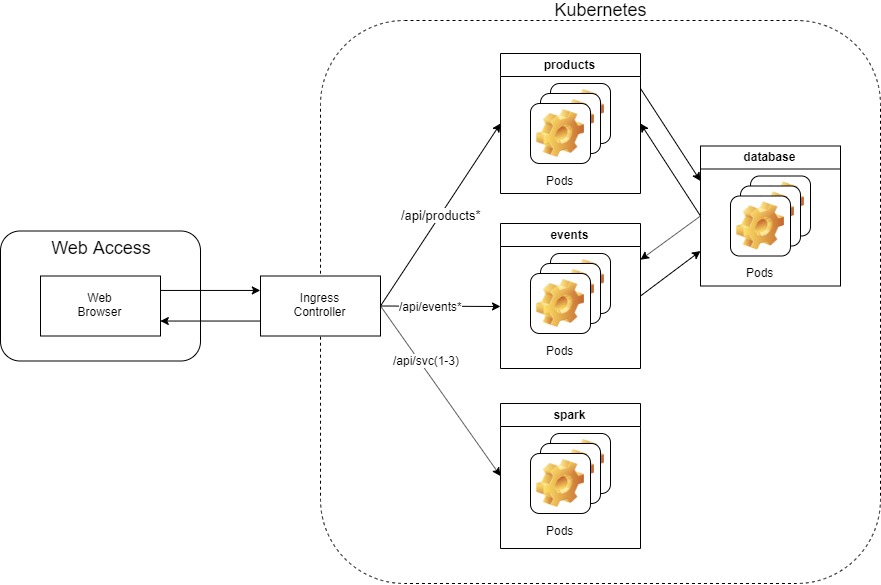 Kubernetes
products
Pods
database
Pods
/api/products*
events
Pods
Web Access
Web
Browser
Ingress
Controller
/api/events*
/api/svc(1-3)
spark
Pods